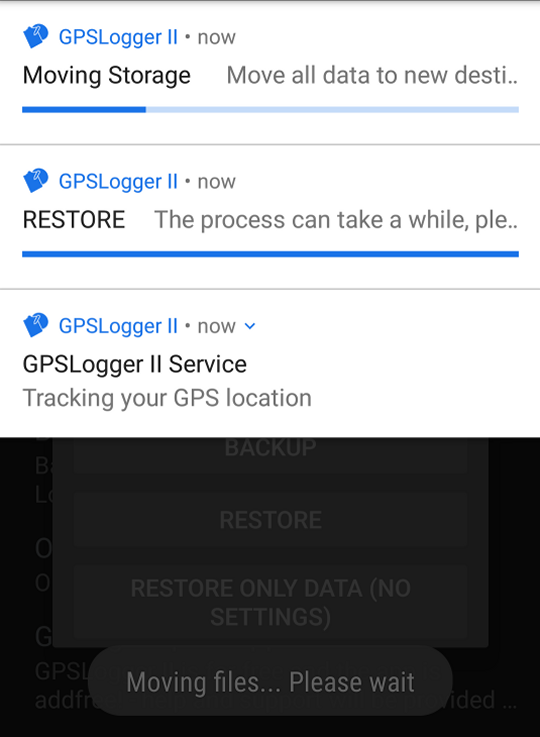 GPSLogger II • now
Moving Storage Move all data to new desti..
GPSLogger II • now
RESTORE The process can take a while, ple..
GPSLogger II • now
GPSLogger II Service
Tracking your GPS location
BACKUP
RESTORE
RESTORE ONLY DATA (NO
SETTINGS)
Moving files... Please wait